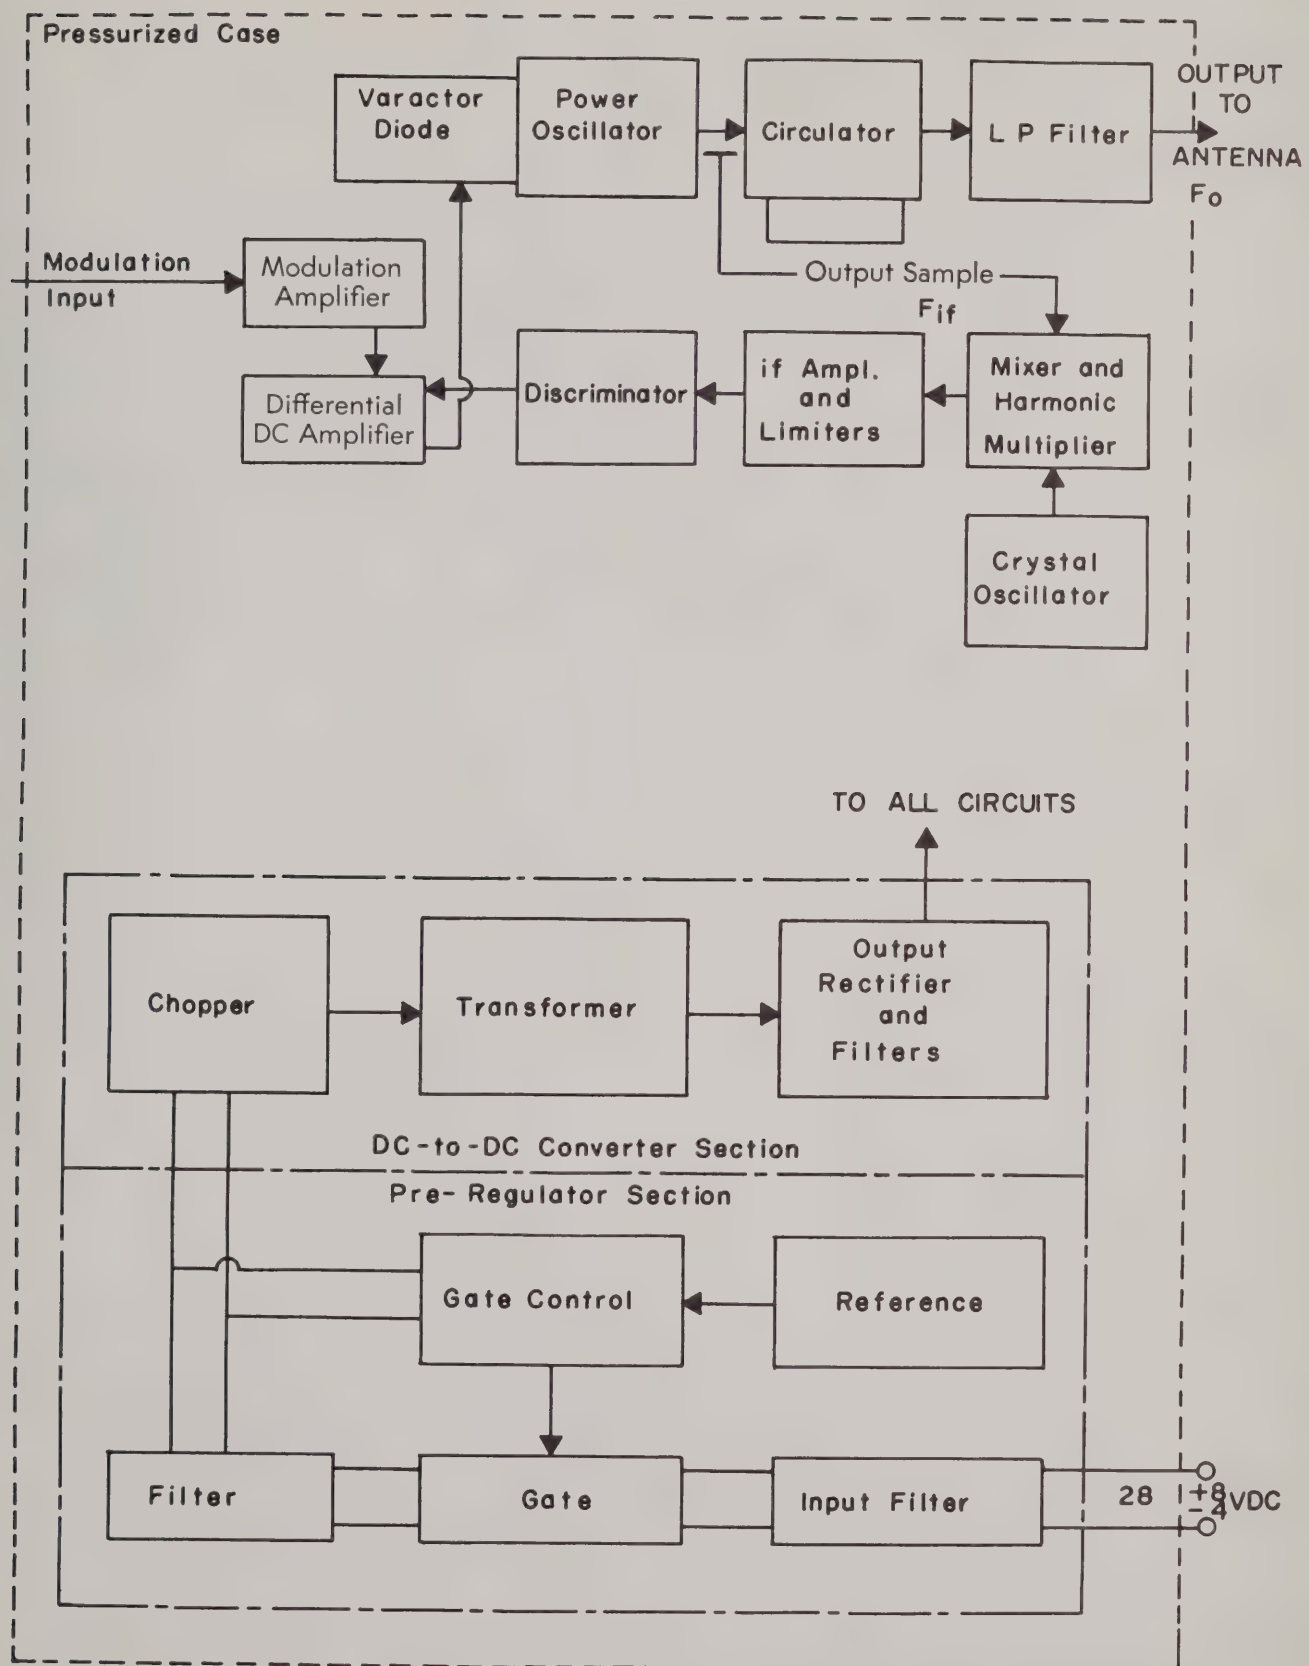 Pressurized Case
Varactor
Diode
Power
Oscillator
Circulator
L P Filter
OUTPUT
TO
ANTENNA
Fo
Modulation
Input
Modulation
Amplifier
Output Sample
Fif
Differential
DC Amplifier
Discriminator
if Ampl.
and
Limiters
Mixer and
Harmonic
Multiplier
Crystal
Oscillator
TO ALL CIRCUITS
Chopper
Transformer
Output
Rectifier
and
Filters
DC-to-DC Converter Section
Pre-Regulator Section
Gate Control
Reference
Filter
Gate
Input Filter
28 +8 -4 VDC